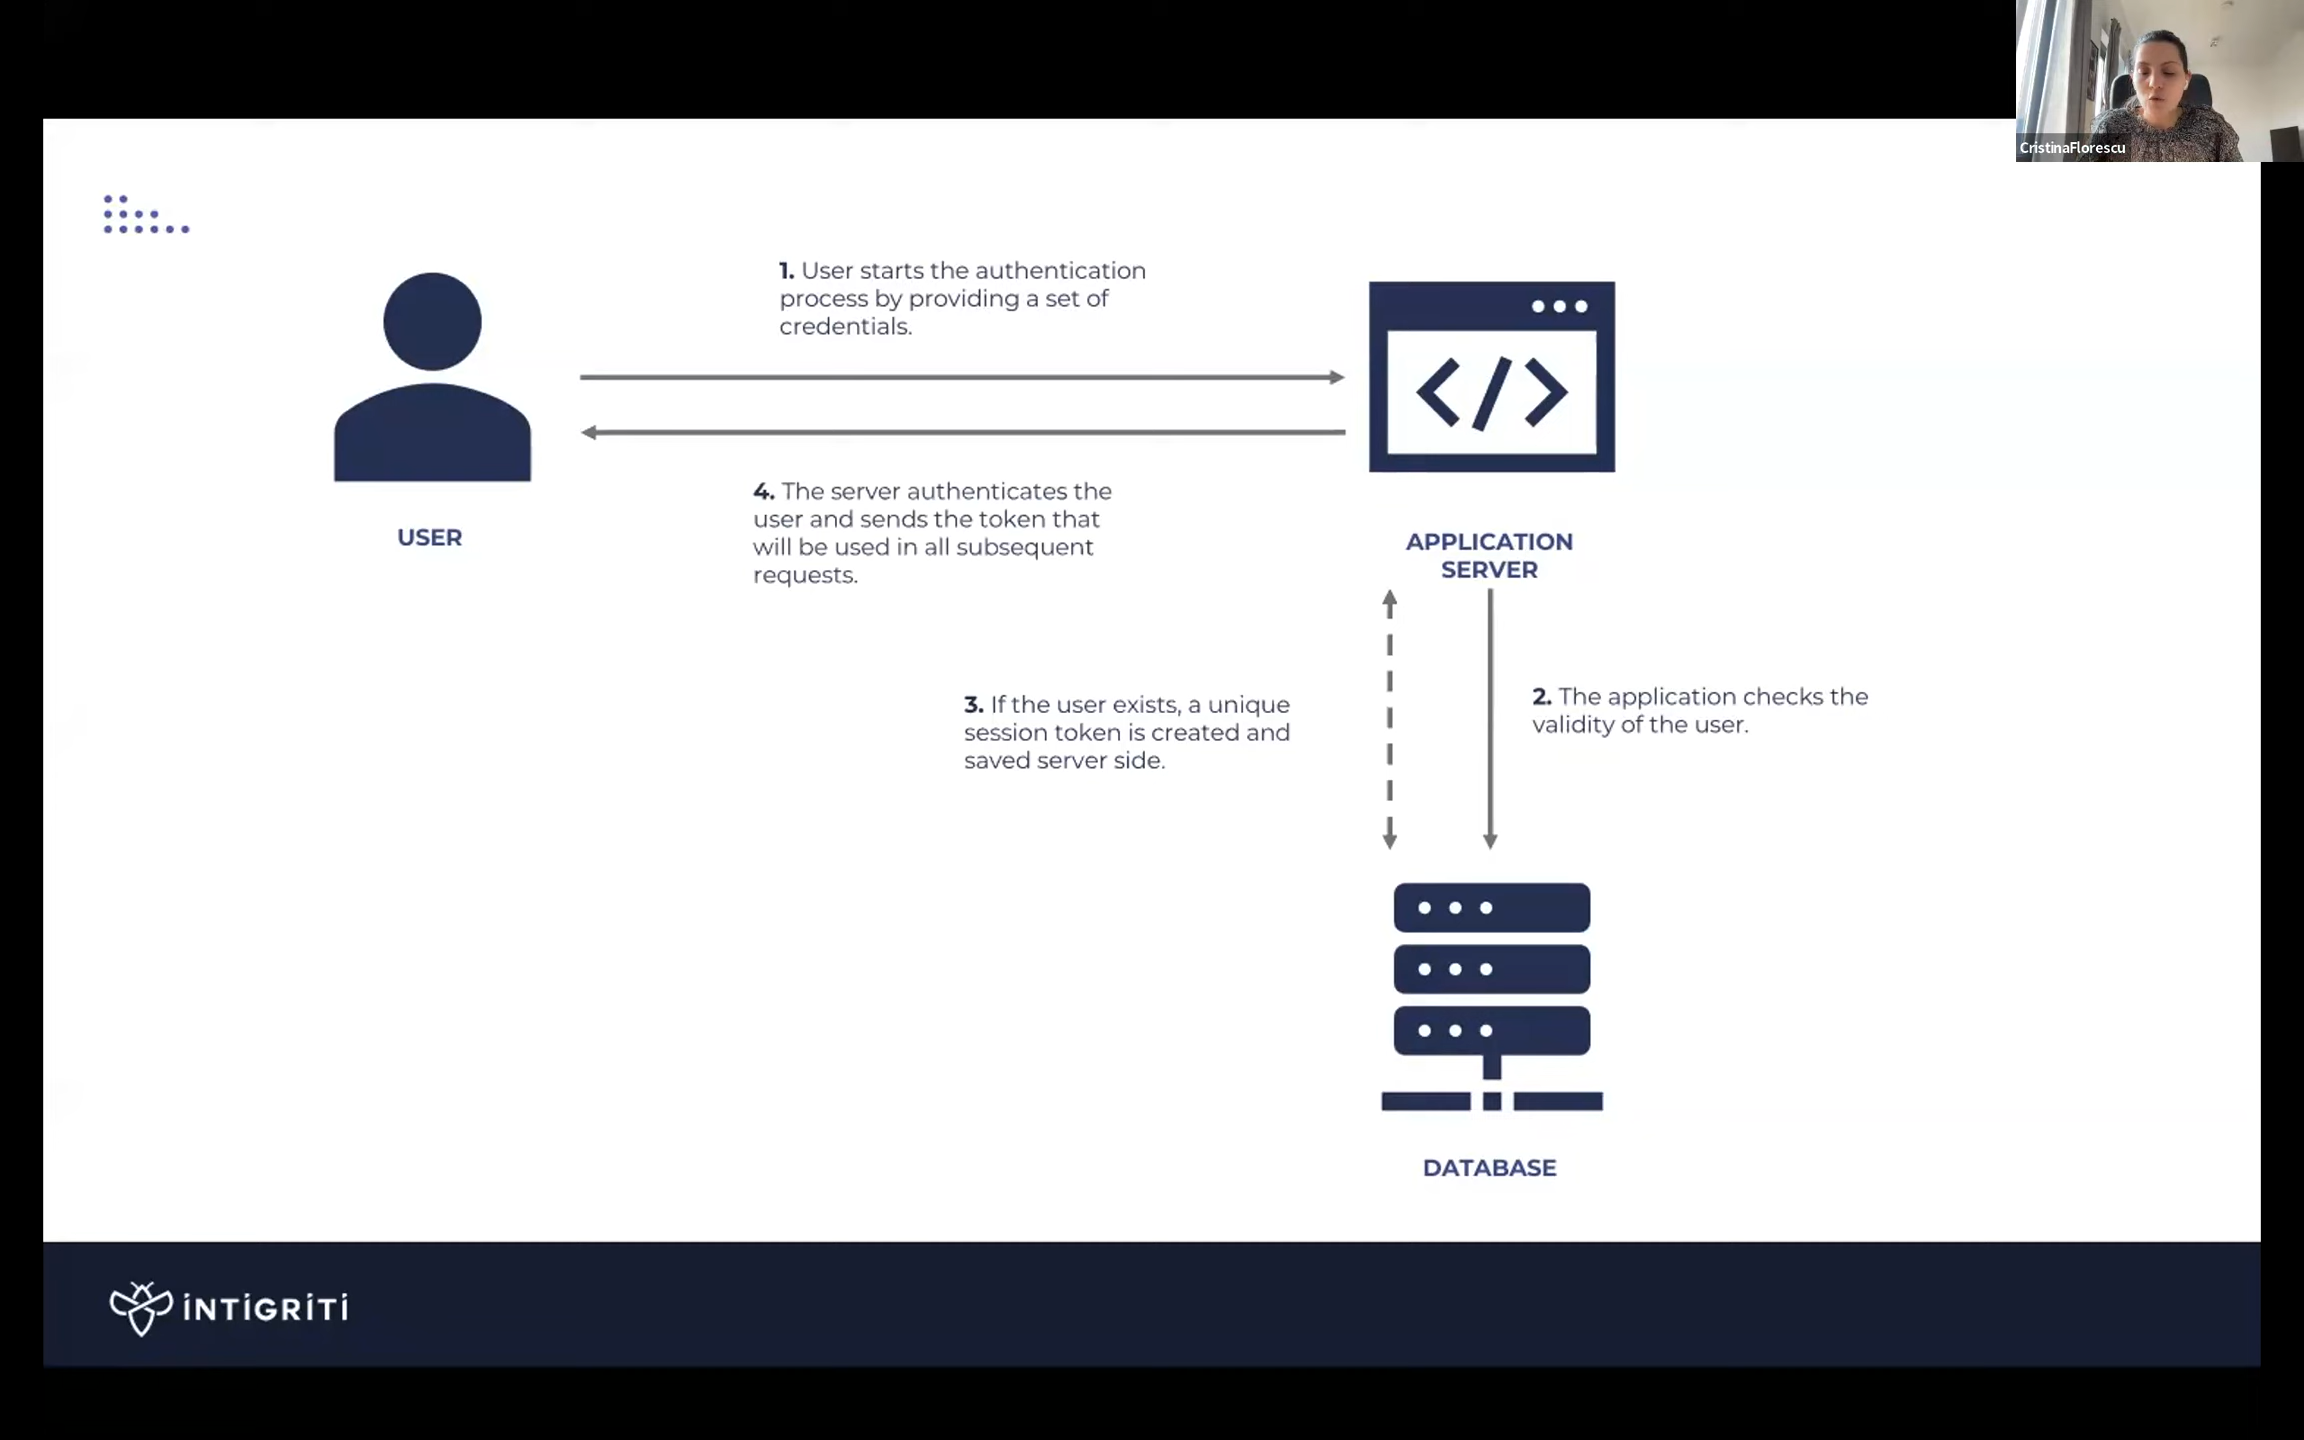 CristinaFlorescu
1. User starts the authentication
process by providing a set of
credentials.
4. The server authenticates the
user and sends the token that
will be used in all subsequent
requests.
USER
APPLICATION
SERVER
3. If the user exists, a unique
session token is created and
saved server side.
2. The application checks the
validity of the user.
DATABASE
INTIGRITI